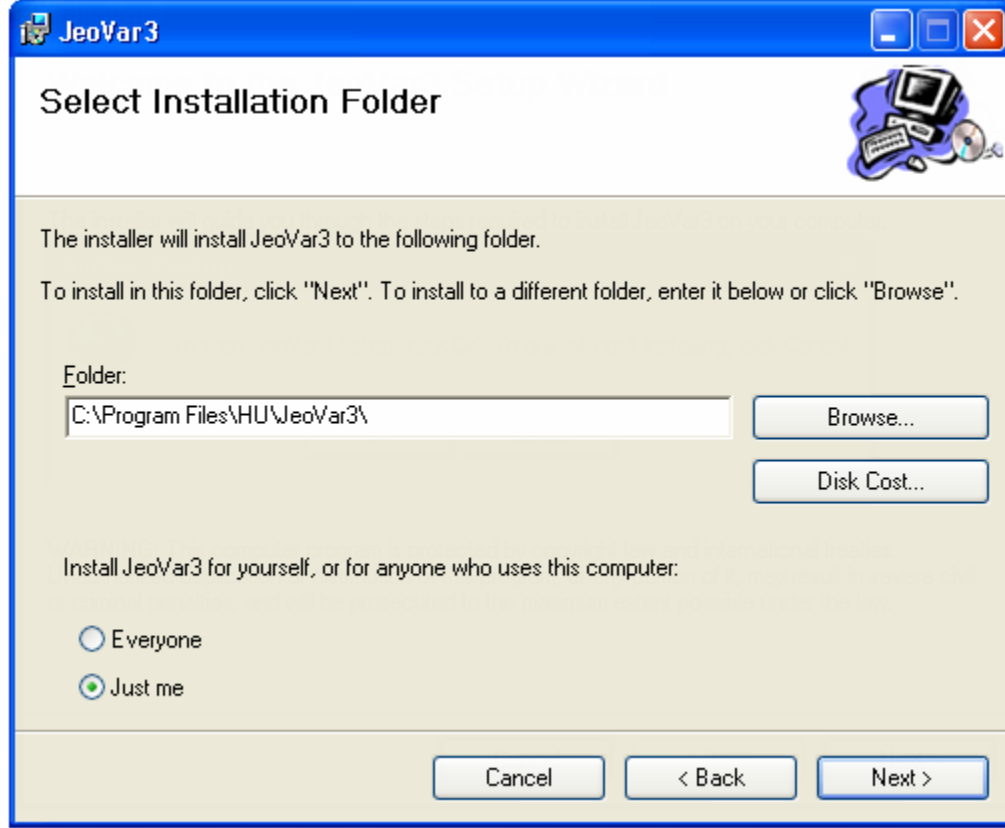 JeoVar3
Select Installation Folder
The installer will install JeoVar3 to the following folder.
To install in this folder, click "Next". To install to a different folder, enter it below or click "Browse".
Folder:
C:\Program Files\HU\JeoVar3\
Browse...
Disk Cost...
Install JeoVar3 for yourself, or for anyone who uses this computer:
Everyone
Just me
Cancel
< Back
Next >